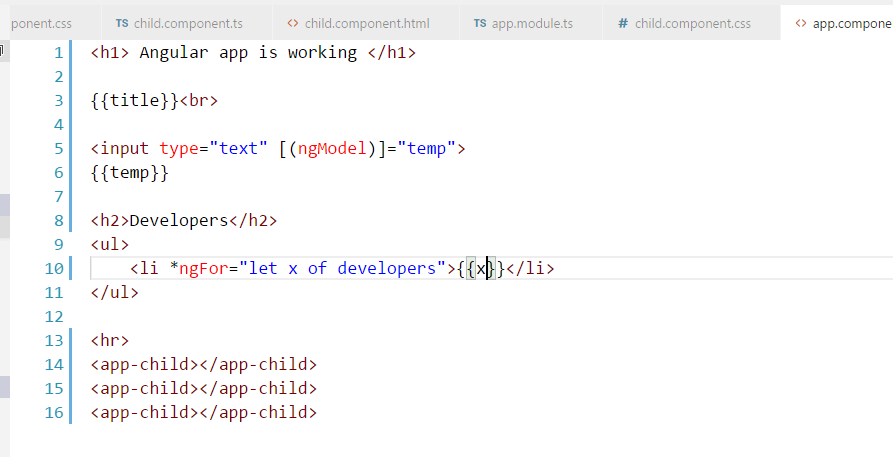 ponent.css TS child.component.ts <> child.component.html TS app.module.ts # child.component.css <> app.compone
1 <h1> Angular app is working </h1>
2
3 {{title}}<br>
4
5 <input type="text" [(ngModel)]="temp">
6 {{temp}}
7
8 <h2>Developers</h2>
9 <ul>
10     <li *ngFor="let x of developers">{{x}}</li>
11 </ul>
12
13 <hr>
14 <app-child></app-child>
15 <app-child></app-child>
16 <app-child></app-child>